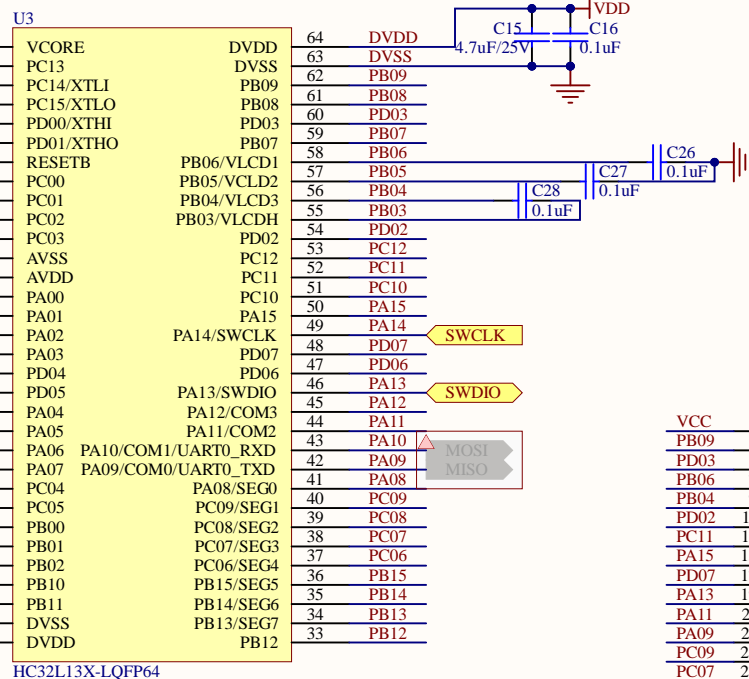 U3
VCORE DVDD 64 DVDD
PC13 DVSS 63 DVSS
PC14/XTLI PB09 62 PB09
PC15/XTLO PB08 61 PB08
PD00/XTHI PD03 60 PD03
PD01/XTHO PB07 59 PB07
RESETB PB06/VLCD1 58 PB06
PC00 PB05/VCLD2 57 PB05
PC01 PB04/VLCD3 56 PB04
PC02 PB03/VLCDH 55 PB03
PC03 PD02 54 PD02
AVSS PC12 53 PC12
AVDD PC11 52 PC11
PA00 PC10 51 PC10
PA01 PA15 50 PA15
PA02 PA14/SWCLK 49 PA14 SWCLK
PA03 PD07 48 PD07
PD04 PD06 47 PD06
PD05 PA13/SWDIO 46 PA13 SWDIO
PA04 PA12/COM3 45 PA12
PA05 PA11/COM2 44 PA11
PA06 PA10/COM1/UART0_RXD 43 PA10 MOSI
PA07 PA09/COM0/UART0_TXD 42 PA09 MISO
PC04 PA08/SEG0 41 PA08
PC05 PC09/SEG1 40 PC09
PB00 PC08/SEG2 39 PC08
PB01 PC07/SEG3 38 PC07
PB02 PC06/SEG4 37 PC06
PB10 PB15/SEG5 36 PB15
PB11 PB14/SEG6 35 PB14
DVSS PB13/SEG7 34 PB13
DVDD PB12 33 PB12
HC32L13X-LQFP64
VDD
C15
4.7uF/25V
C16
0.1uF
C26
0.1uF
C27
0.1uF
C28
0.1uF
VCC
PB09
PD03
PB06
PB04
PD02
PC11
PA15
PD07
PA13
PA11
PA09
PC09
PC07